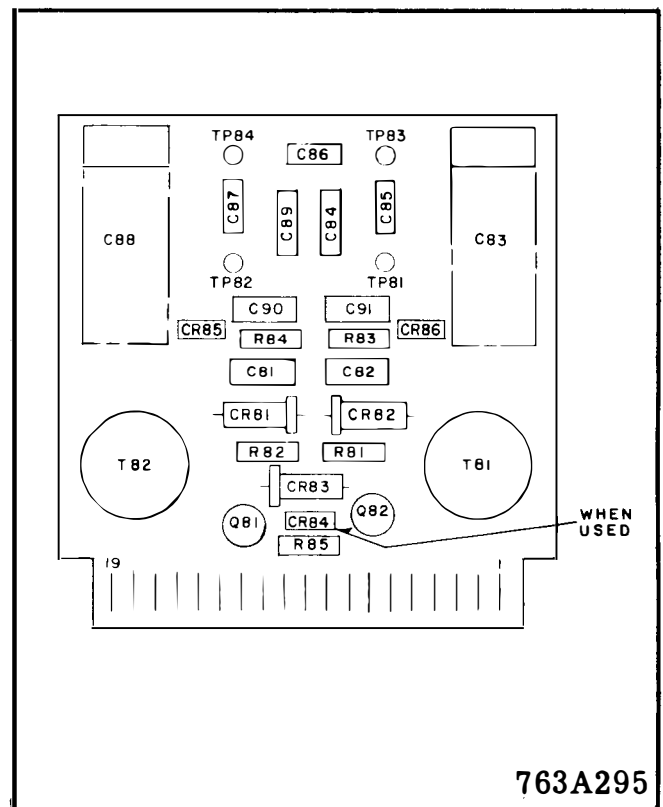 TP84
TP83
C86
C87
C89
C84
C85
C88
C83
TP82
TP81
C90
C91
CR85
CR86
R84
R83
C81
C82
CR81
CR82
R82
R81
T82
T81
CR83
Q81
CR84
Q82
WHEN
USED
R85
19
1
763A295